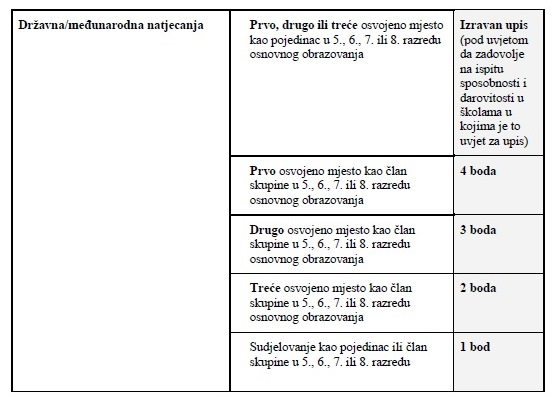 Državna/međunarodna natjecanja
Prvo, drugo ili treće osvojeno mjesto
kao pojedinac u 5., 6., 7. ili 8. razredu
osnovnog obrazovanja
Izravan upis
(pod uvjetom
da zadovolje
na ispitu
sposobnosti i
darovitosti u
školama u
kojima je to
uvjet za upis)
Prvo osvojeno mjesto kao član
skupine u 5., 6., 7. ili 8. razredu
osnovnog obrazovanja
4 boda
Drugo osvojeno mjesto kao član
skupine u 5., 6., 7. ili 8. razredu
osnovnog obrazovanja
3 boda
Treće osvojeno mjesto kao član
skupine u 5., 6., 7. ili 8. razredu
osnovnog obrazovanja
2 boda
Sudjelovanje kao pojedinac ili član
skupine u 5., 6., 7. ili 8. razredu
1 bod